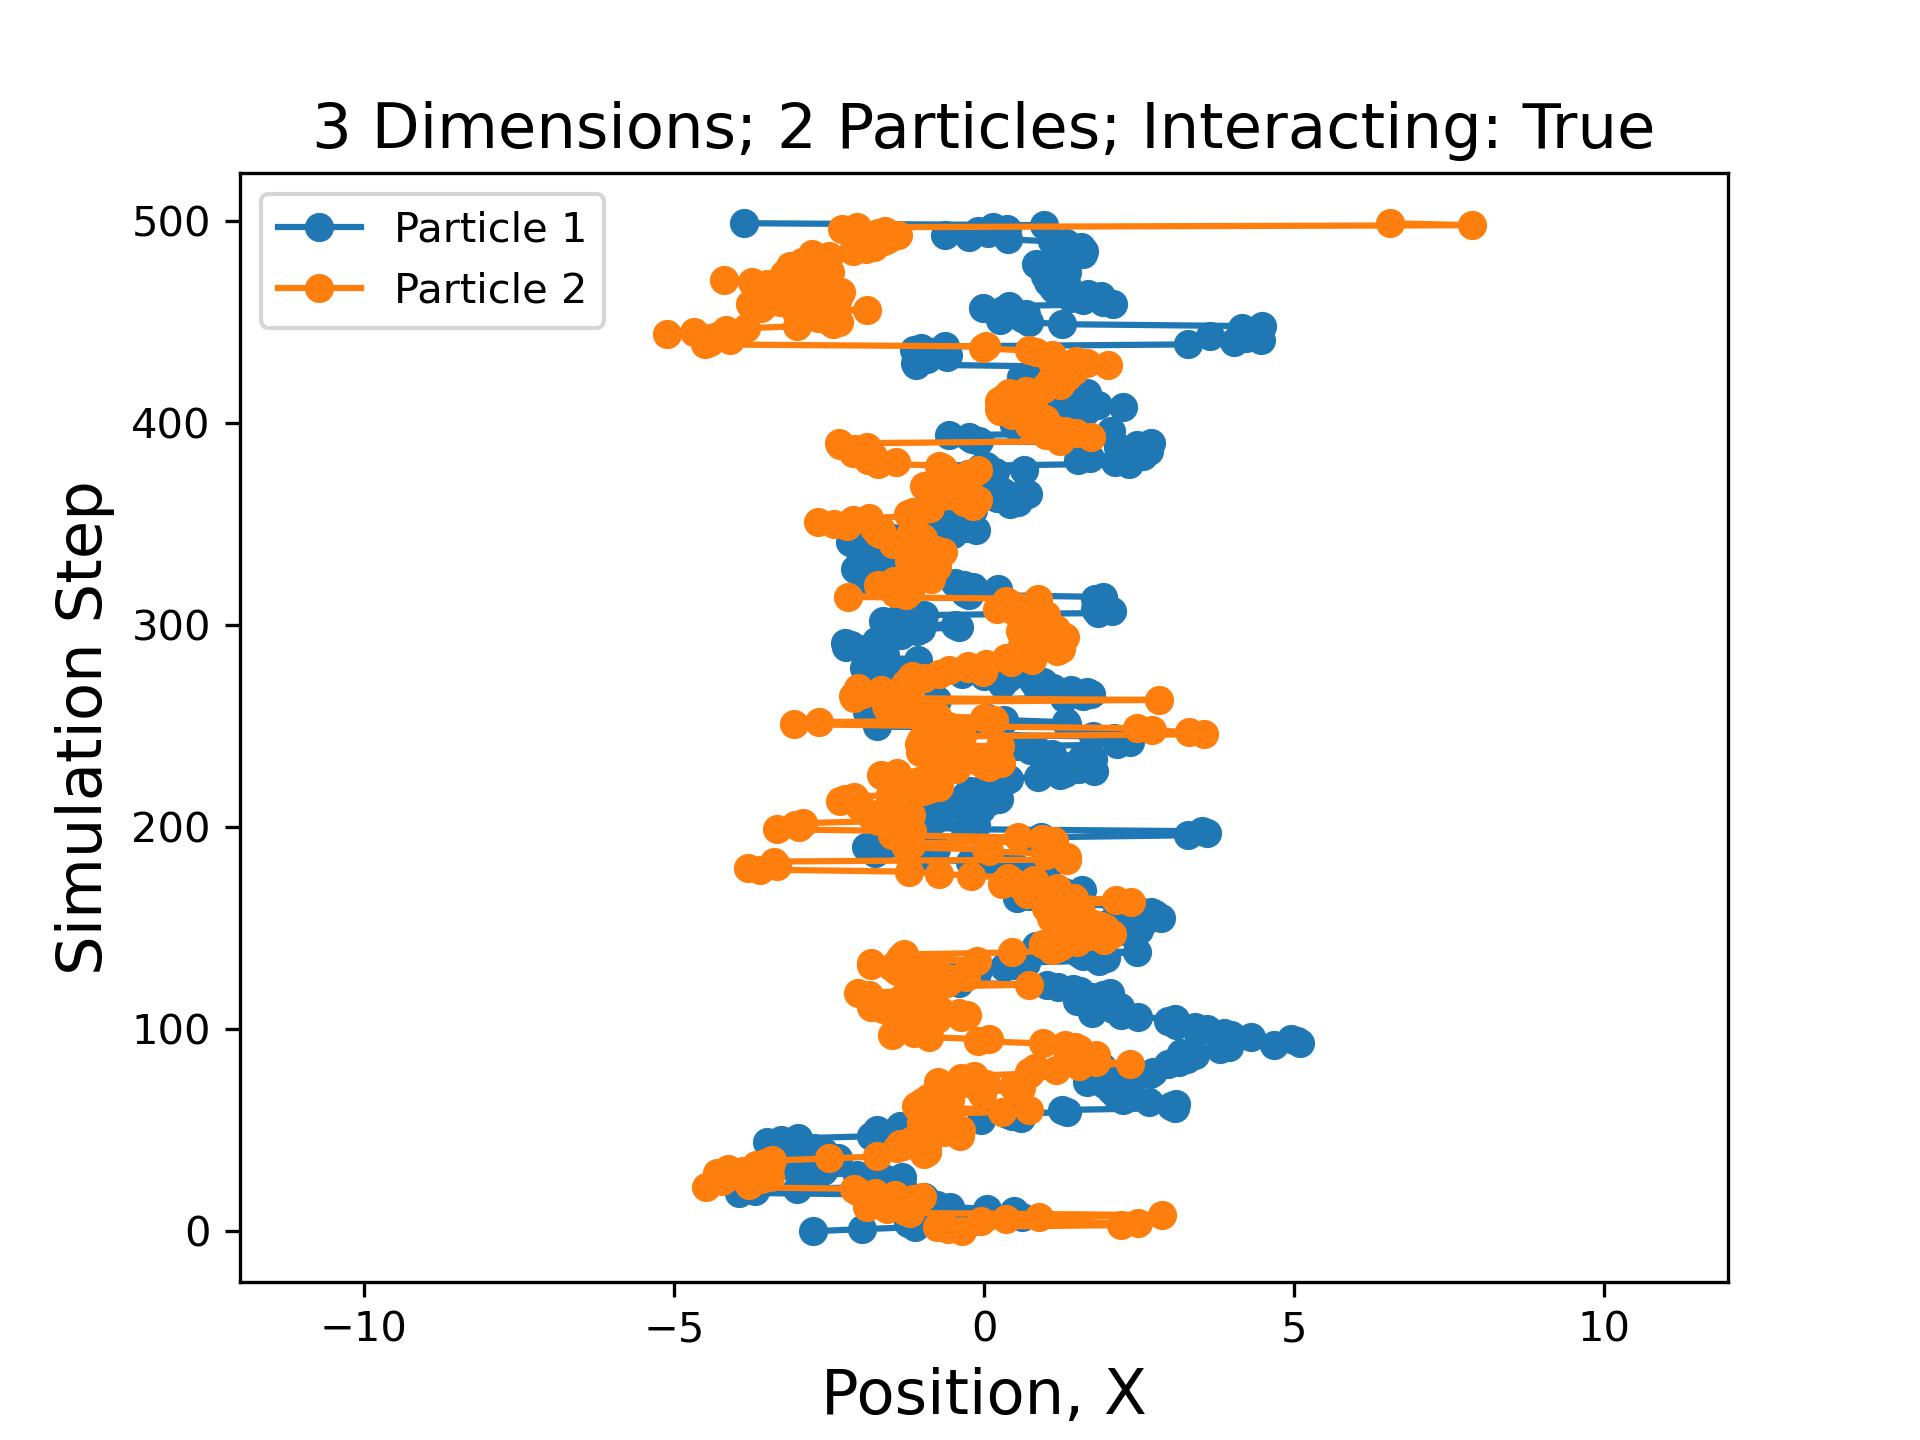 3 Dimensions; 2 Particles; Interacting: True
Particle 1
Particle 2
Simulation Step
500
400
300
200
100
0
−10
−5
0
5
10
Position, X